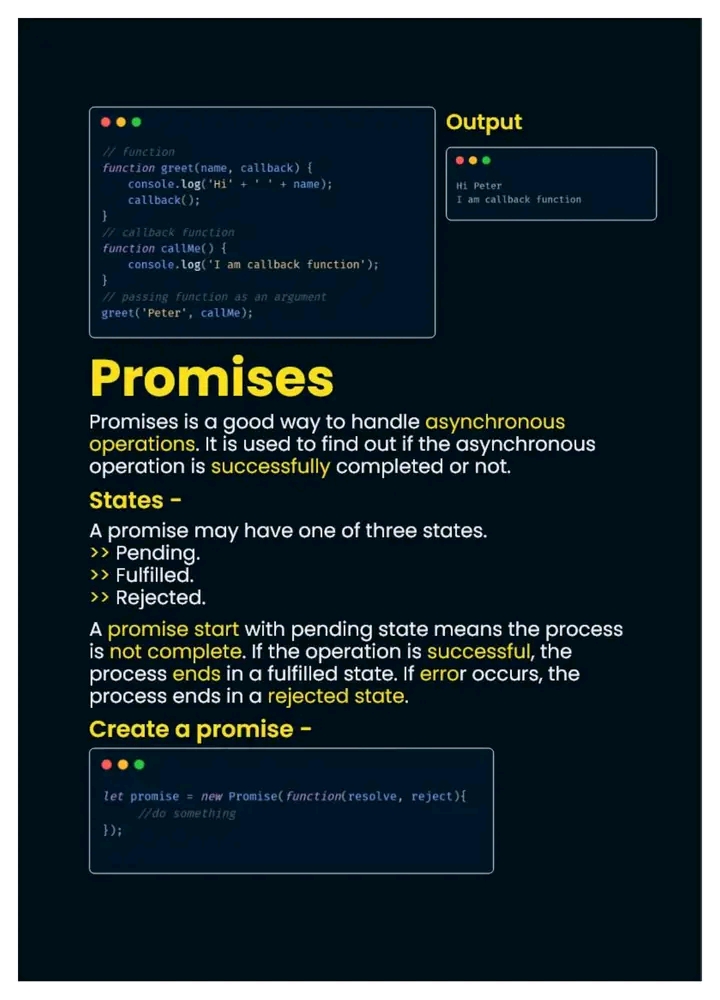 // function
function greet(name, callback) {
    console.log('Hi' + ' ' + name);
    callback();
}
// callback function
function callMe() {
    console.log('I am callback function');
}
// passing function as an argument
greet('Peter', callMe);
Output
Hi Peter
I am callback function
Promises
Promises is a good way to handle asynchronous
operations. It is used to find out if the asynchronous
operation is successfully completed or not.
States -
A promise may have one of three states.
>> Pending.
>> Fulfilled.
>> Rejected.
A promise start with pending state means the process
is not complete. If the operation is successful, the
process ends in a fulfilled state. If error occurs, the
process ends in a rejected state.
Create a promise -
let promise = new Promise(function(resolve, reject){
     //do something
});